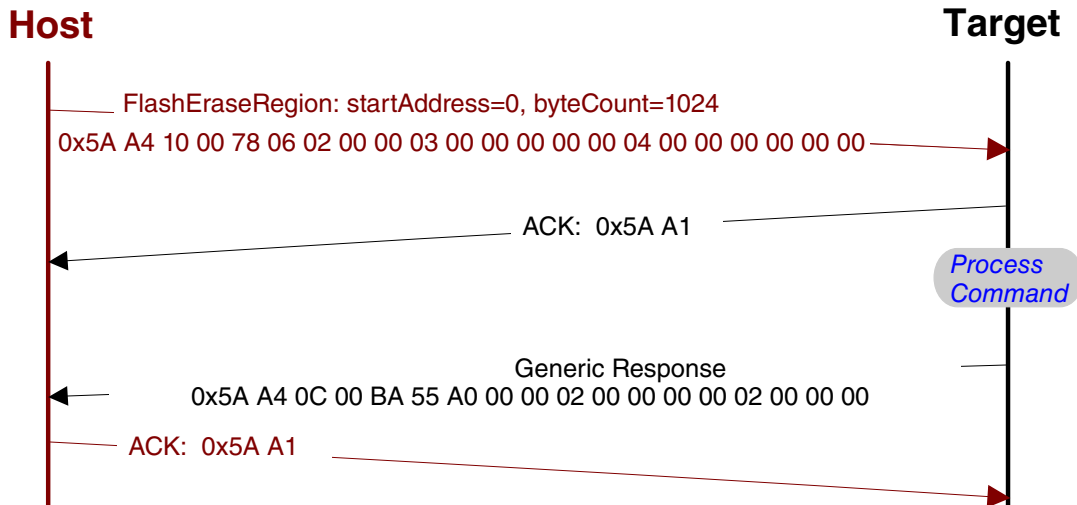 Host
Target
FlashEraseRegion: startAddress=0, byteCount=1024
0x5A A4 10 00 78 06 02 00 00 03 00 00 00 00 00 04 00 00 00 00 00 00
ACK: 0x5A A1
Process
Command
Generic Response
0x5A A4 0C 00 BA 55 A0 00 00 02 00 00 00 00 02 00 00 00
ACK: 0x5A A1